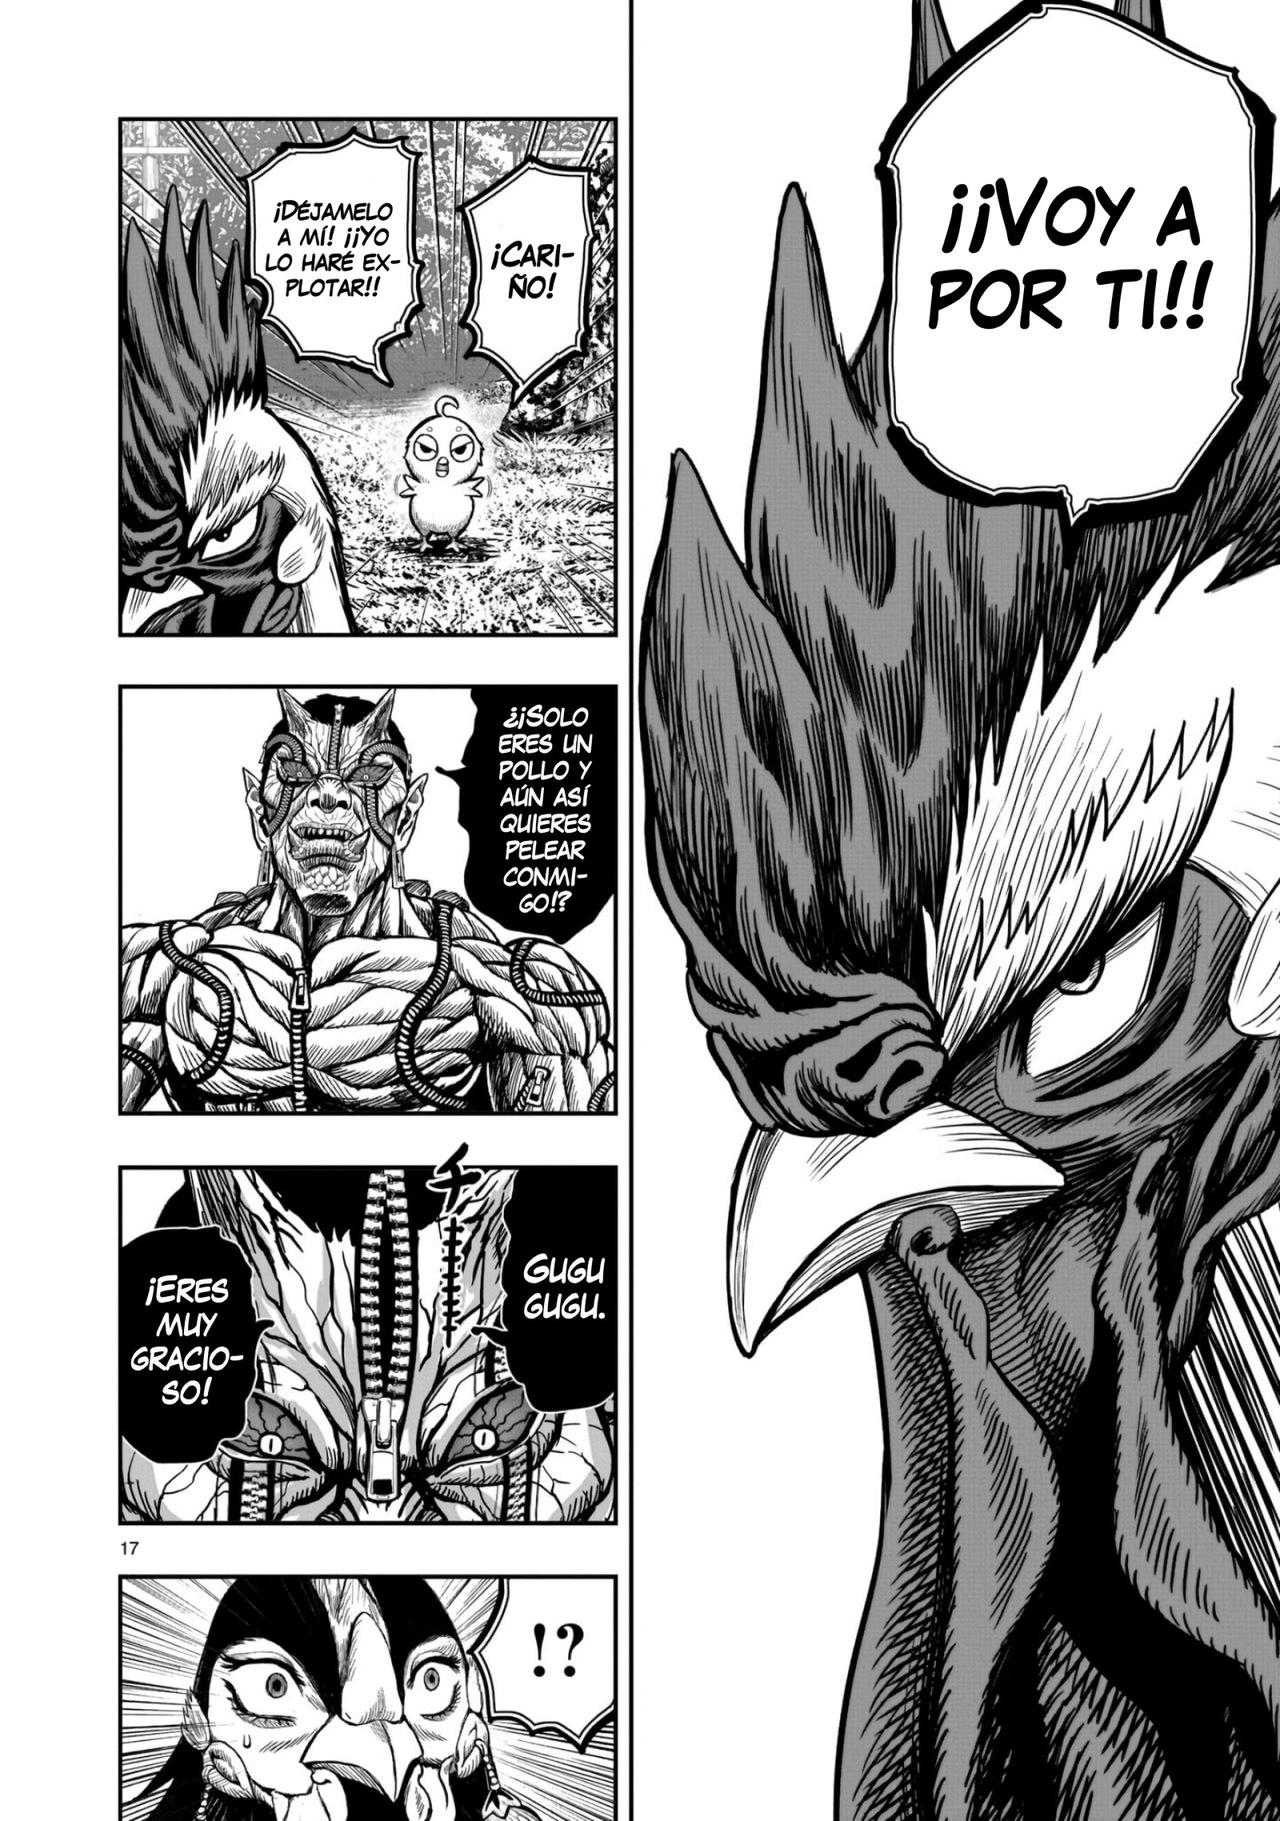 ¡¡VOY A
POR TI!!
¡CARI-
ÑO!
¡DÉJAMELO
A MÍ! ¡¡YO
LO HARÉ EX-
PLOTAR!!
¿¡SOLO
ERES UN
POLLO Y
AÚN ASÍ
QUIERES
PELEAR
CONMI-
GO!?
チ
GUGU
GUGU.
¡ERES
MUY
GRACIO-
SO!
17
!?